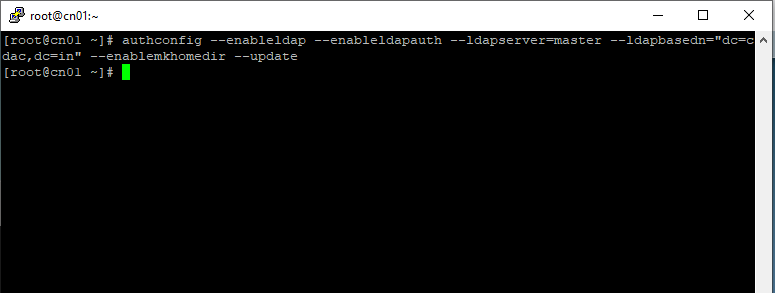 root@cn01:~
[root@cn01 ~]# authconfig --enableldap --enableldapauth --ldapserver=master --ldapbasedn="dc=c
dac,dc=in" --enablemkhomedir --update
[root@cn01 ~]#